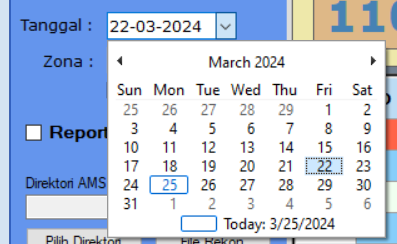 Tanggal : 22-03-2024
110
Zona :
March 2024
Sun Mon Tue Wed Thu Fri Sat
25 26 27 28 29 1 2
3 4 5 6 7 8 9
10 11 12 13 14 15 16
17 18 19 20 21 22 23
24 25 26 27 28 29 30
31 1 2 3 4 5 6
Today: 3/25/2024
Report
Direktori AMS
Pilih Direktori File Rekon